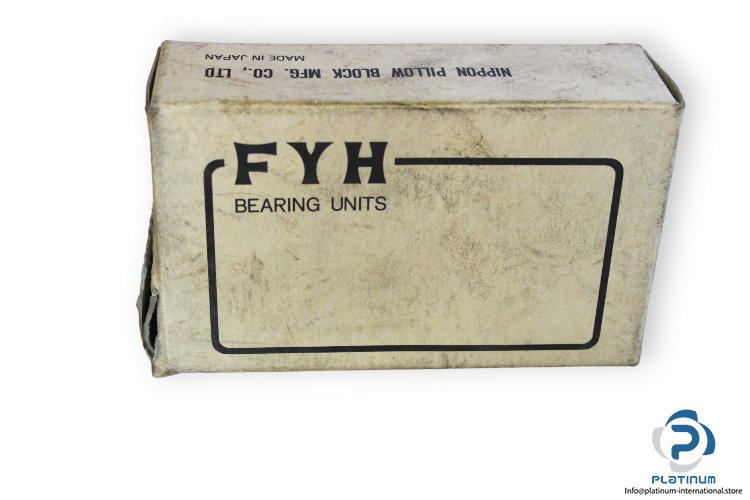 NIPPON PILLOW BLOCK MFG. CO., LTD
MADE IN JAPAN
FYH
BEARING UNITS
PLATINUM
Info@platinum-international.store